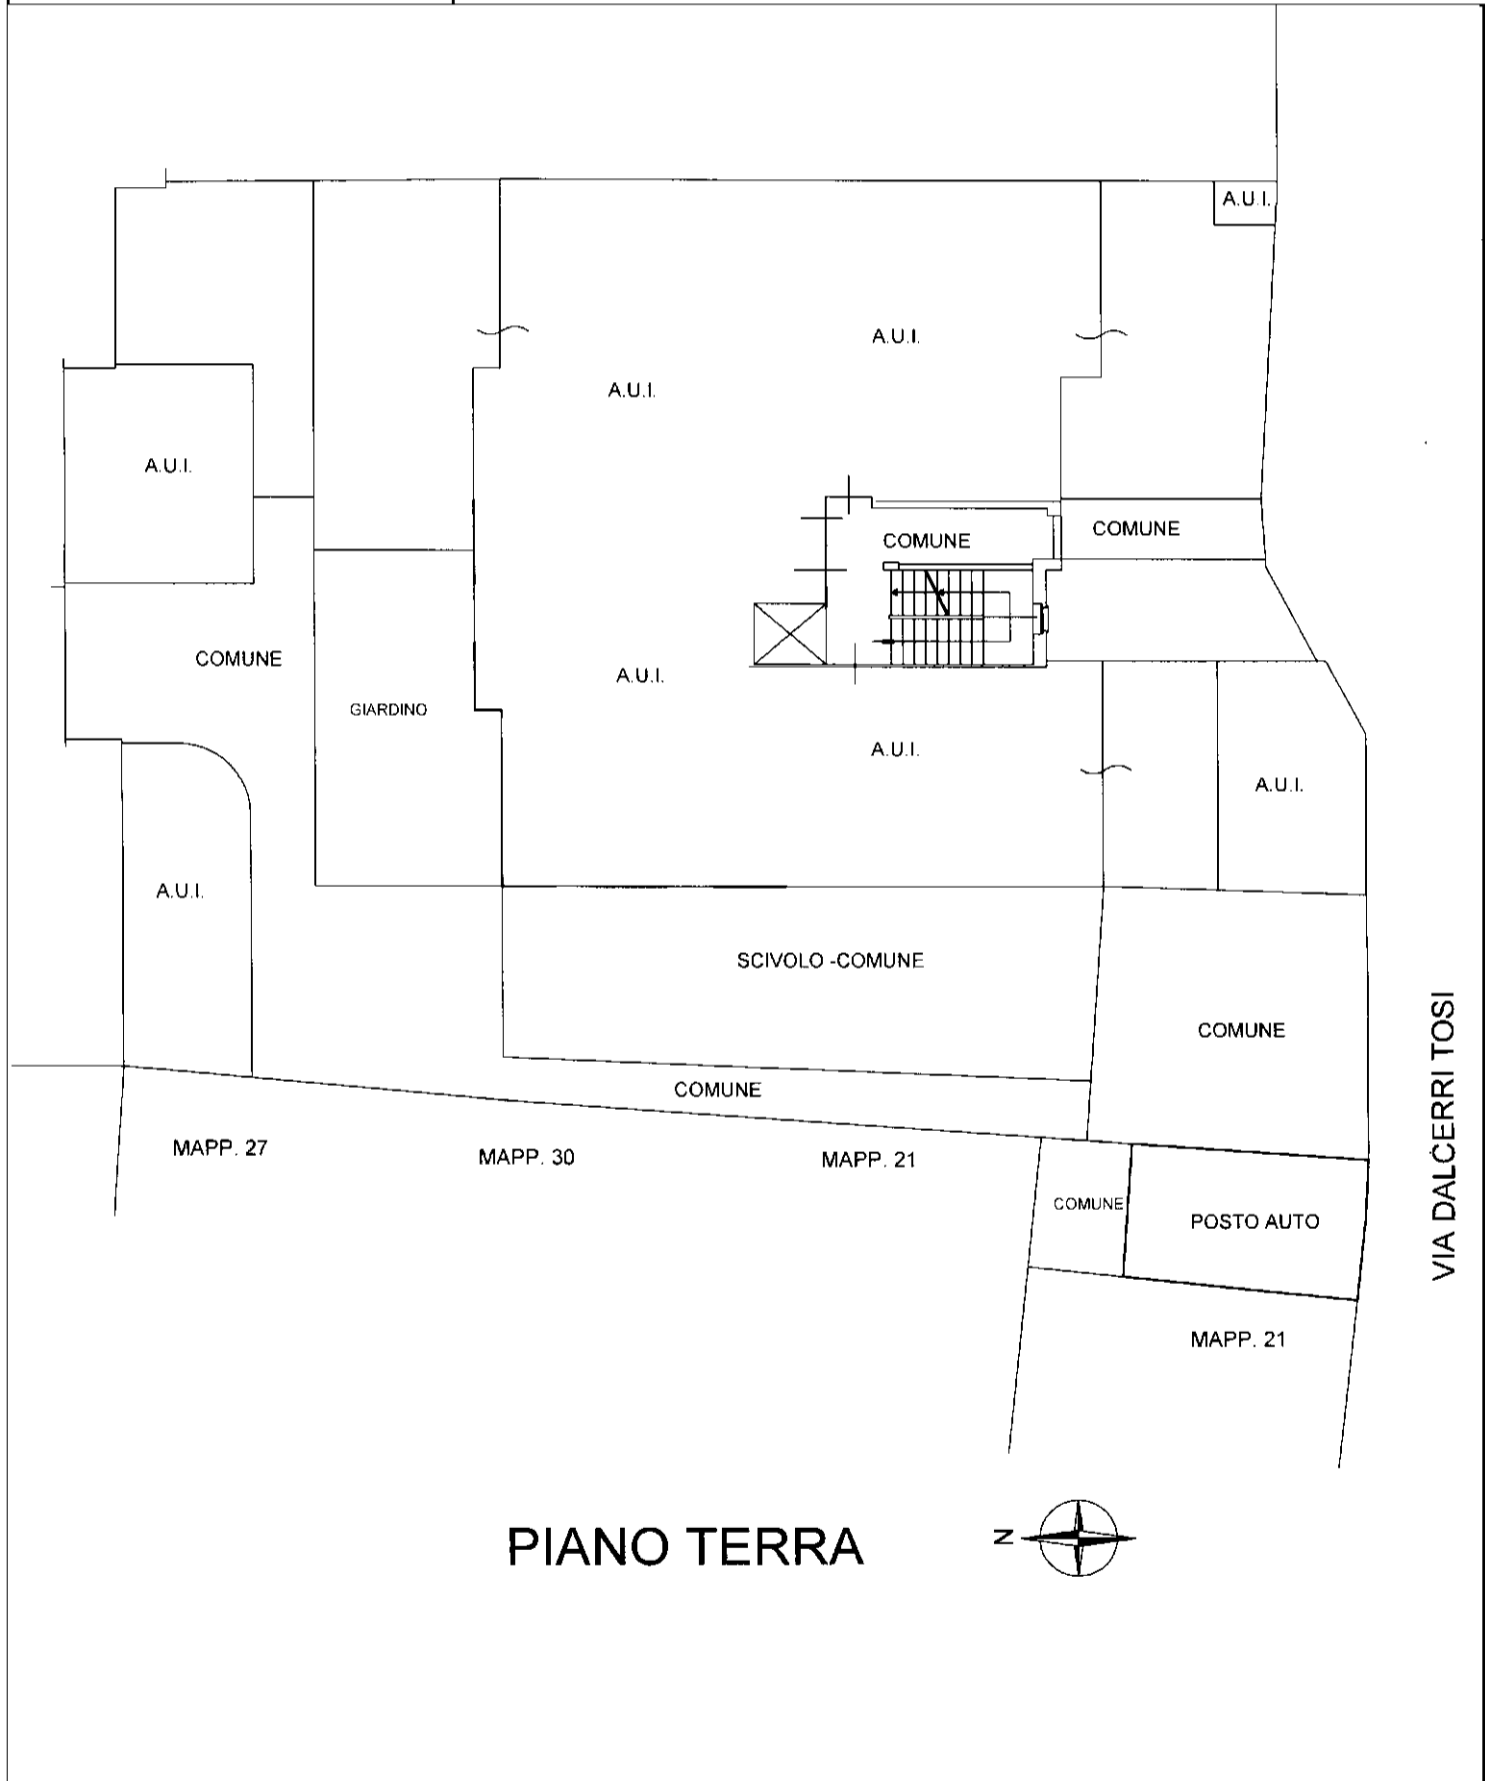 A.U.I.
A.U.I.
A.U.I.
A.U.I.
COMUNE
COMUNE
COMUNE
A.U.I.
GIARDINO
A.U.I.
A.U.I.
A.U.I.
SCIVOLO -COMUNE
COMUNE
VIA DALCERRI TOSI
COMUNE
MAPP. 27
MAPP. 30
MAPP. 21
COMUNE
POSTO AUTO
MAPP. 21
PIANO TERRA
N